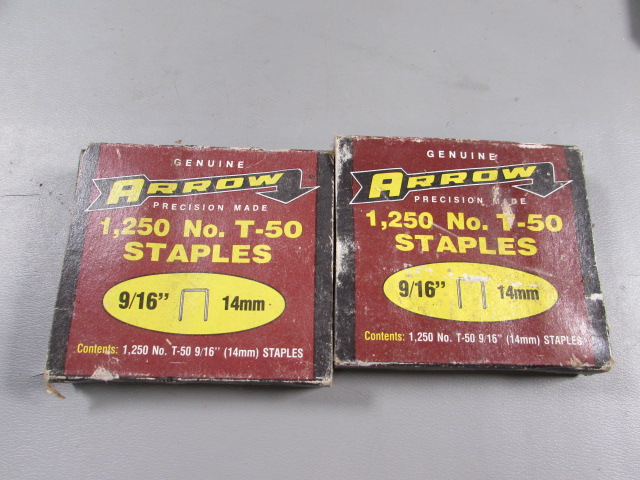 GENUINE
ARROW
PRECISION MADE
1,250 No. T-50
STAPLES
9/16" 14mm
Contents: 1,250 No. T-50 9/16" (14mm) STAPLES
GENUINE
ARROW
PRECISION MADE
1,250 No. T-50
STAPLES
9/16" 14mm
Contents: 1,250 No. T-50 9/16" (14mm) STAPLES